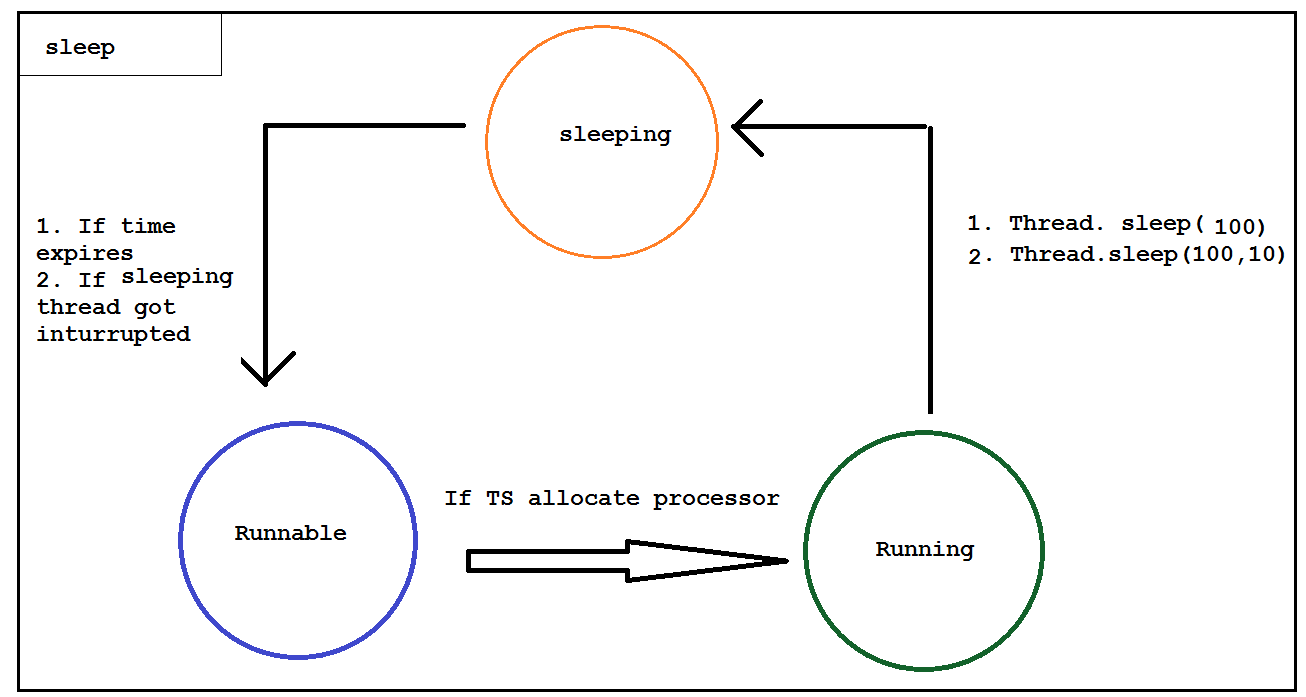 sleep
sleeping
1. If time
expires
2. If sleeping
thread got
inturrupted
1. Thread. sleep( 100)
2. Thread.sleep(100,10)
If TS allocate processor
Runnable
Running